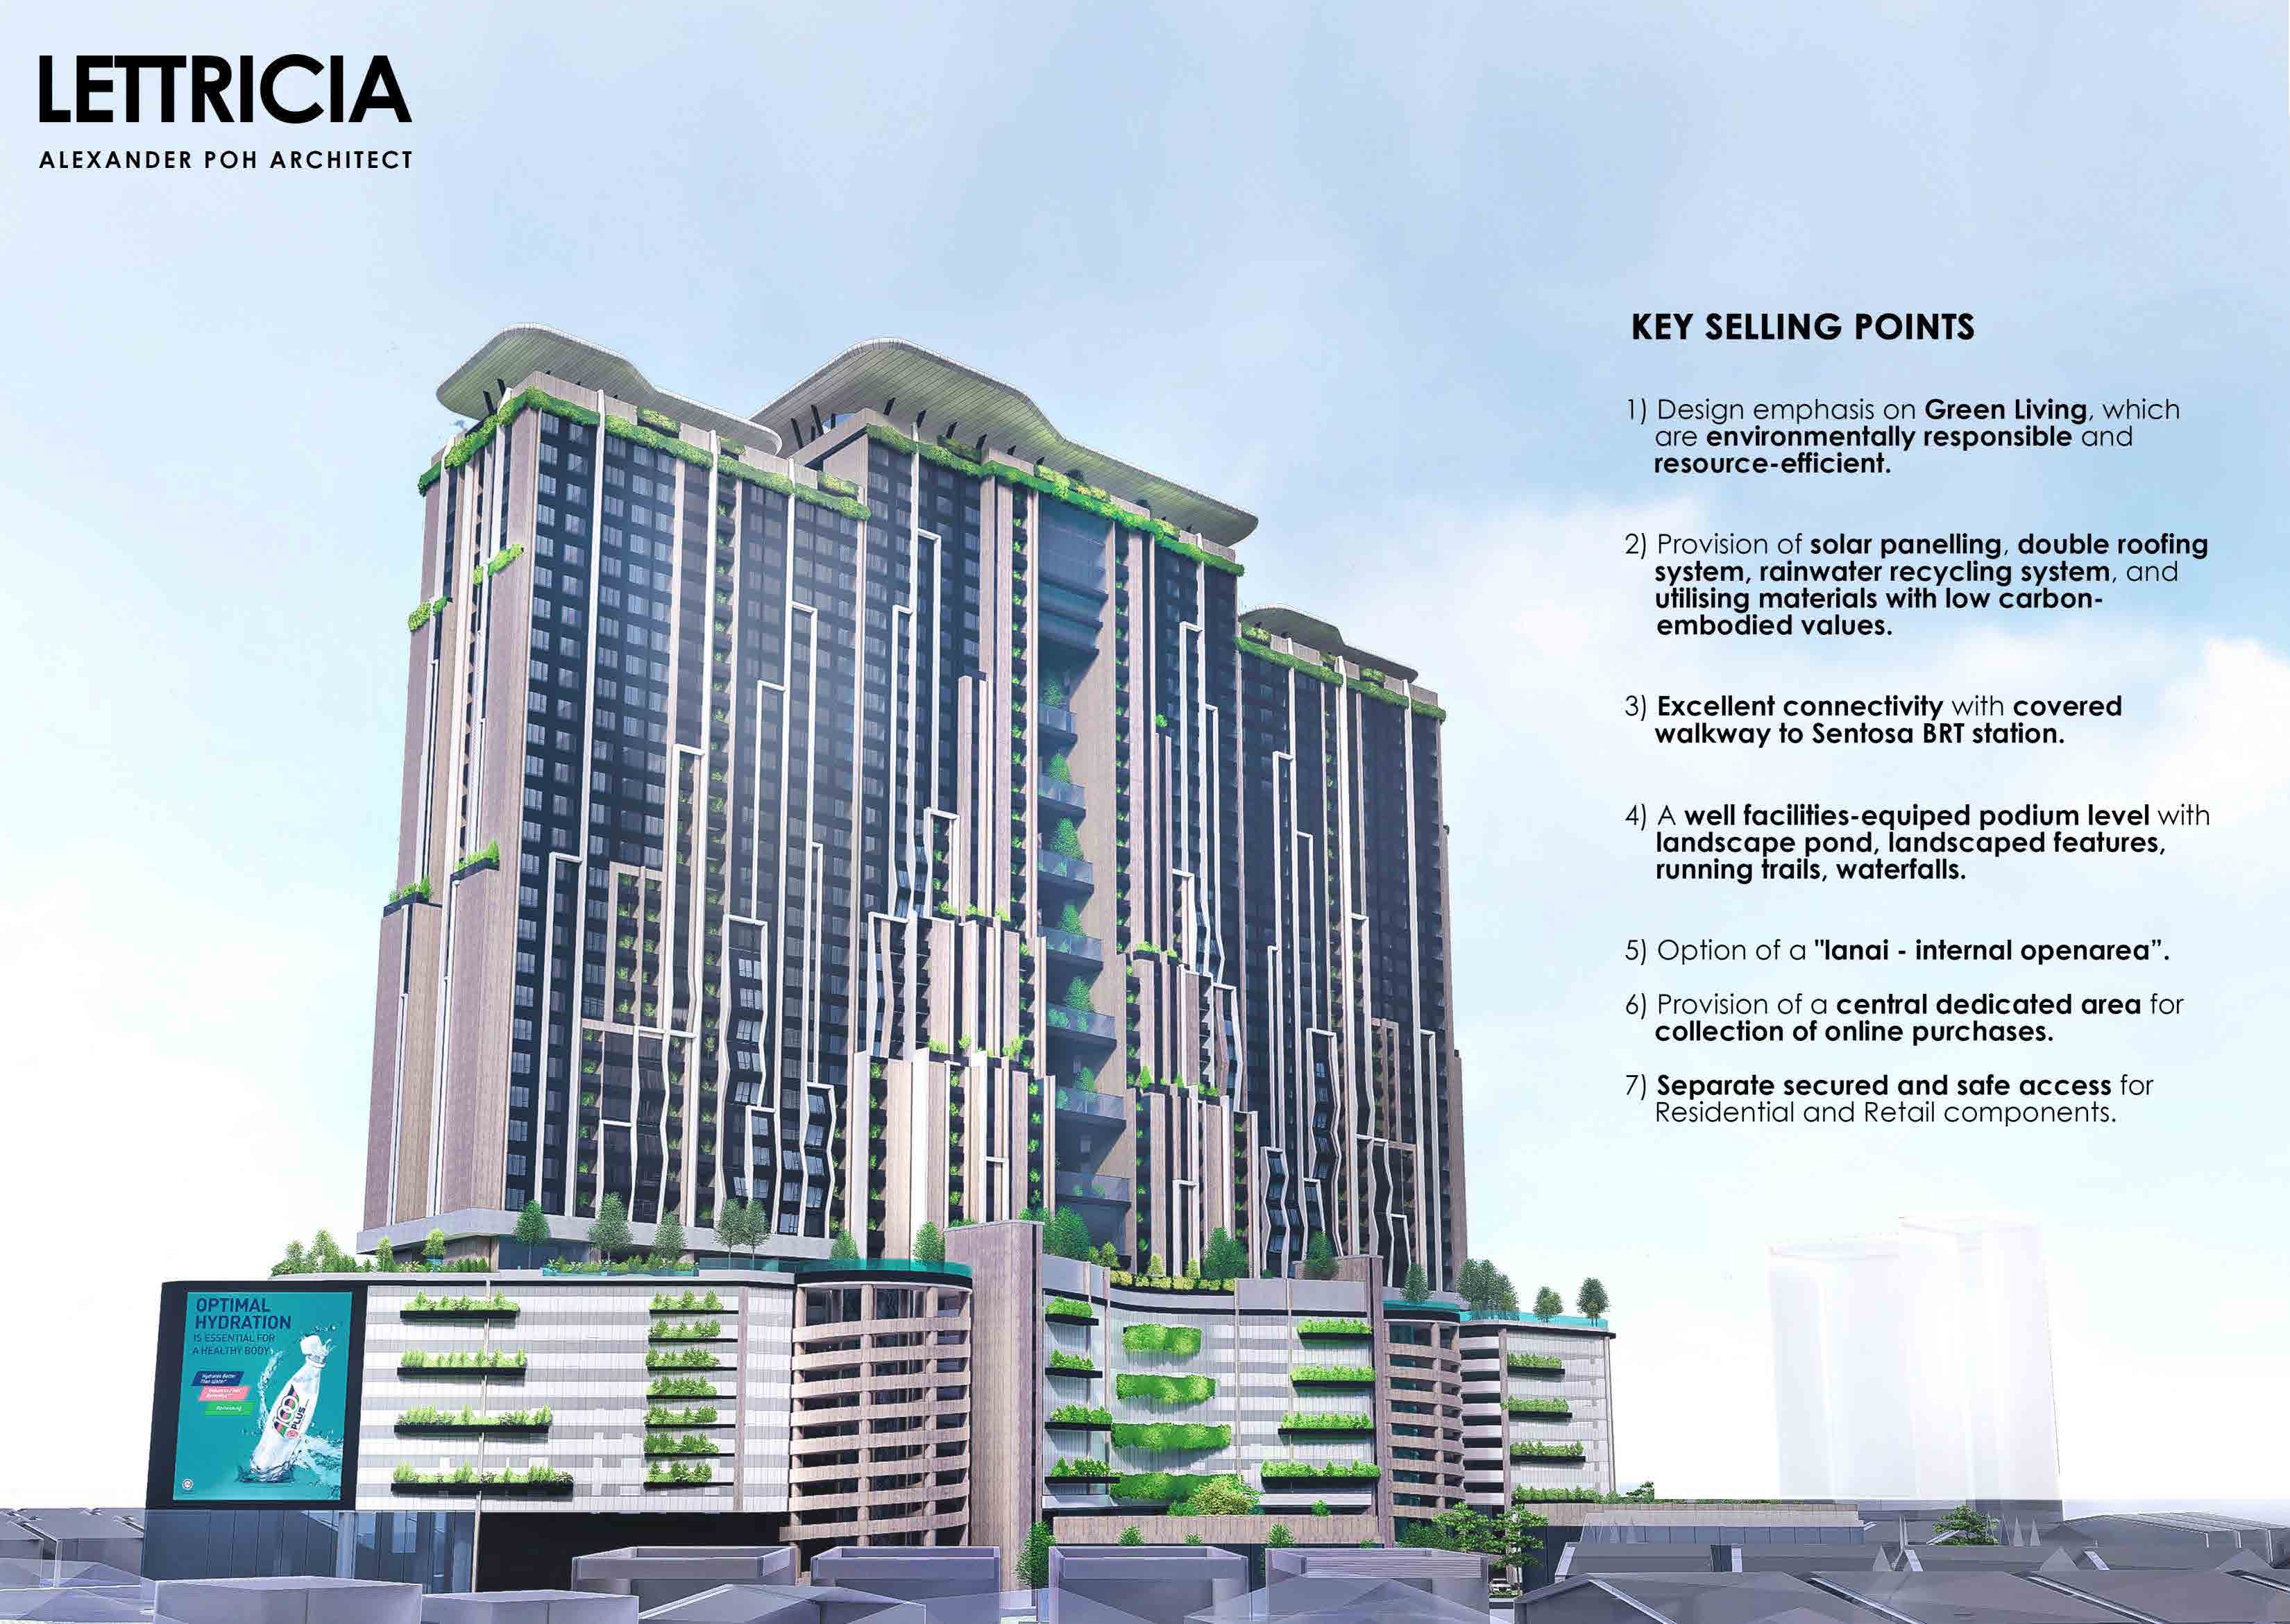 LETTRICIA
ALEXANDER POH ARCHITECT
KEY SELLING POINTS
1) Design emphasis on Green Living, which
are environmentally responsible and
resource-efficient.
2) Provision of solar panelling, double roofing
system, rainwater recycling system, and
utilising materials with low carbon-
embodied values.
3) Excellent connectivity with covered
walkway to Sentosa BRT station.
4) A well facilities-equiped podium level with
landscape pond, landscaped features,
running trails, waterfalls.
5) Option of a "lanai - internal openarea”.
6) Provision of a central dedicated area for
collection of online purchases.
7) Separate secured and safe access for
Residential and Retail components.
OPTIMAL
HYDRATION
IS ESSENTIAL FOR
A HEALTHY BODY
Hydrates Better
Than Water
100
PLUS